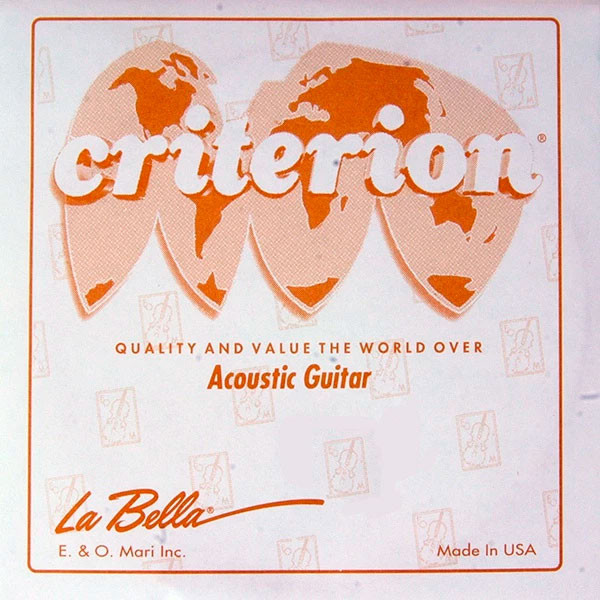 criterion®
QUALITY AND VALUE THE WORLD OVER
Acoustic Guitar
La Bella®
E. & O. Mari Inc.
Made In USA